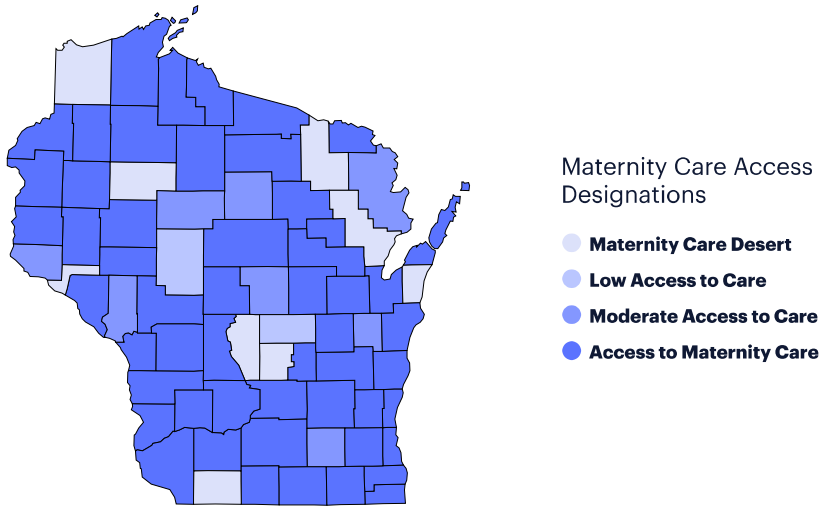 Maternity Care Access
Designations
Maternity Care Desert
Low Access to Care
Moderate Access to Care
Access to Maternity Care